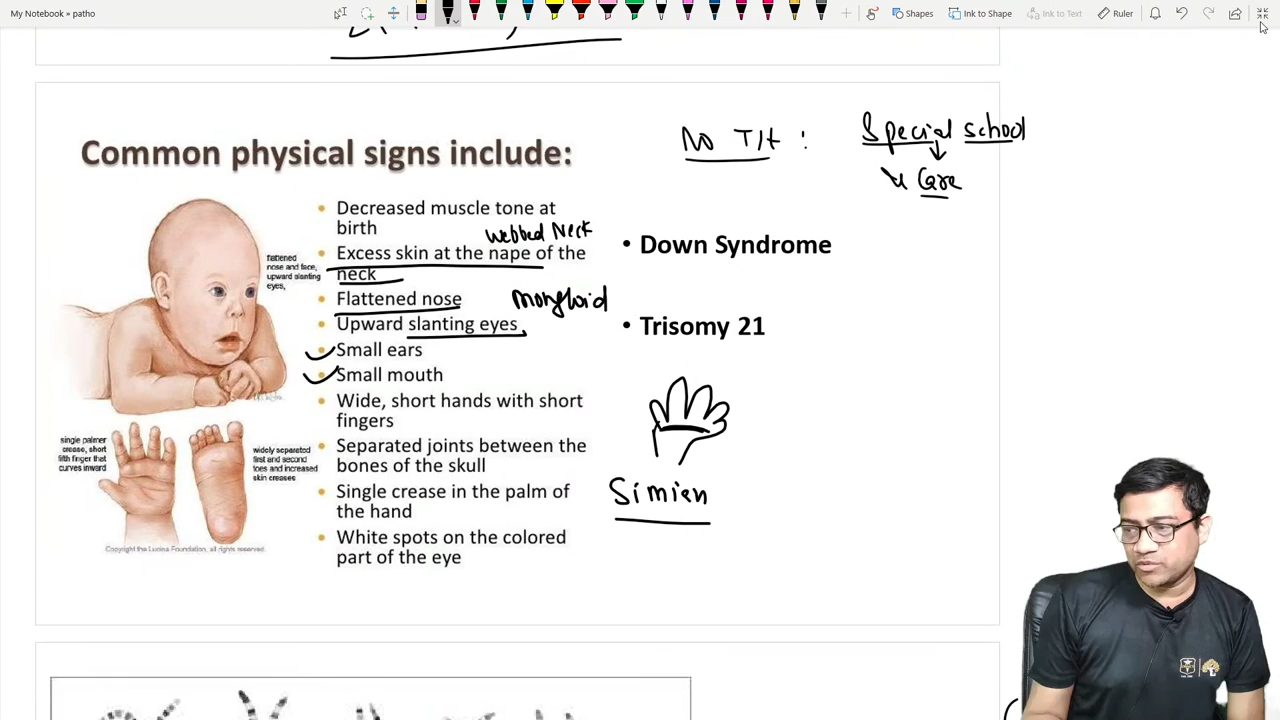 My Notebook » patho
Shapes
Ink to Shape
Ink to Text
Ruler
Common physical signs include:
No T/t : Special school
& Care
flattened
nose and face,
upward slanting
eyes,
• Decreased muscle tone at
birth
Webbed Neck
• Excess skin at the nape of the
neck
• Flattened nose
Mongloid
• Upward slanting eyes
• Small ears
• Small mouth
• Wide, short hands with short
fingers
• Separated joints between the
bones of the skull
• Single crease in the palm of
the hand
• White spots on the colored
part of the eye
single palmer
crease, short
fifth finger that
curves inward
widely separated
first and second
toes and increased
skin creases
Copyright the Lucina Foundation, all rights reserved.
• Down Syndrome
• Trisomy 21
Simien